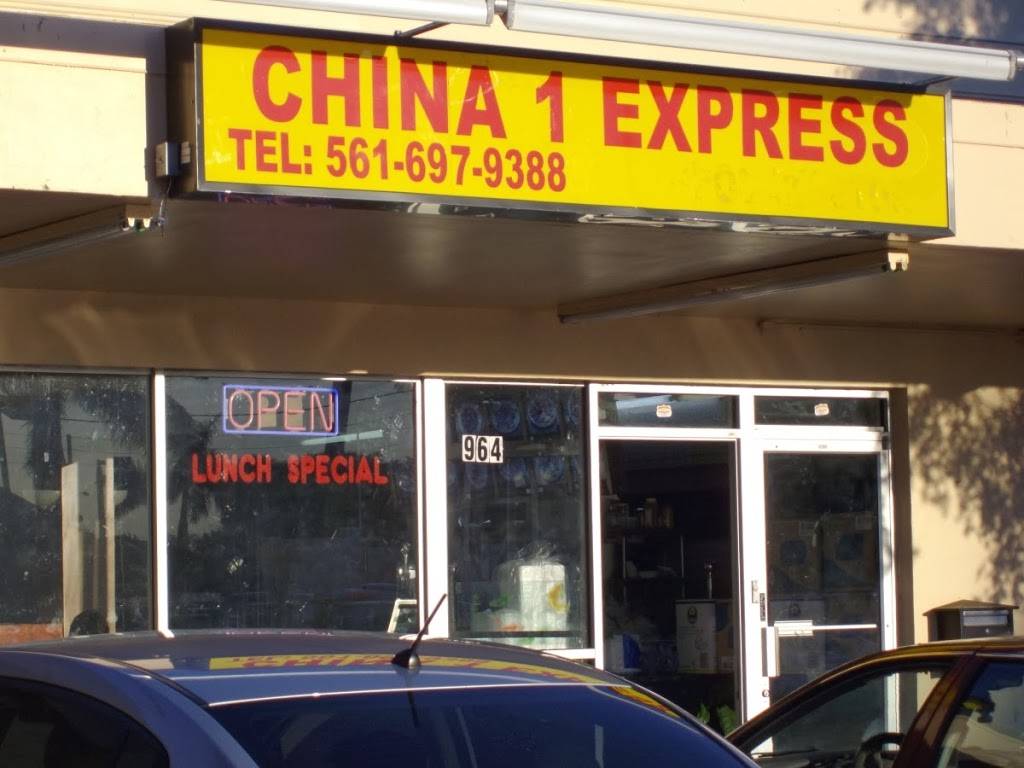 CHINA 1 EXPRESS
TEL: 561-697-9388
OPEN
LUNCH SPECIAL
964